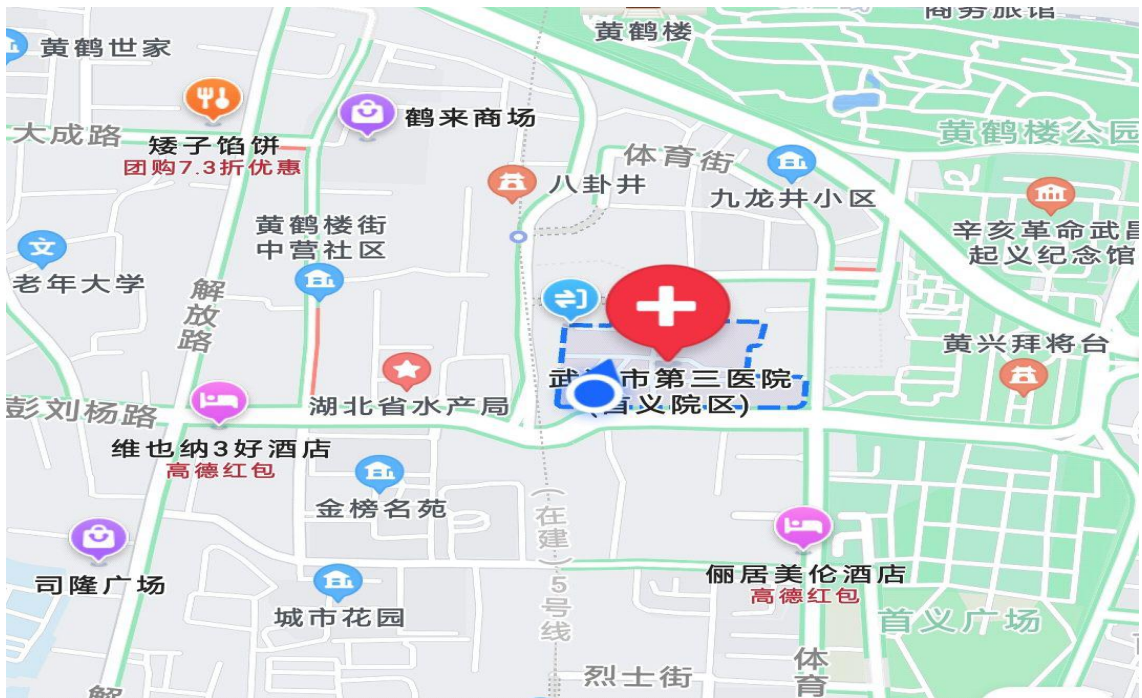 黄鹤楼
商务旅馆
黄鹤世家
鹤来商场
大成路
矮子馅饼
团购7.3折优惠
体育街
黄鹤楼公园
八卦井
九龙井小区
黄鹤楼街
中营社区
辛亥革命武昌
起义纪念馆
老年大学
解放路
黄兴拜将台
武 市第三医院
(首义院区)
彭刘杨路
湖北省水产局
维也纳3好酒店
高德红包
金榜名苑
(在建)5号线
司隆广场
俪居美伦酒店
高德红包
城市花园
首义广场
烈士街
体育
解